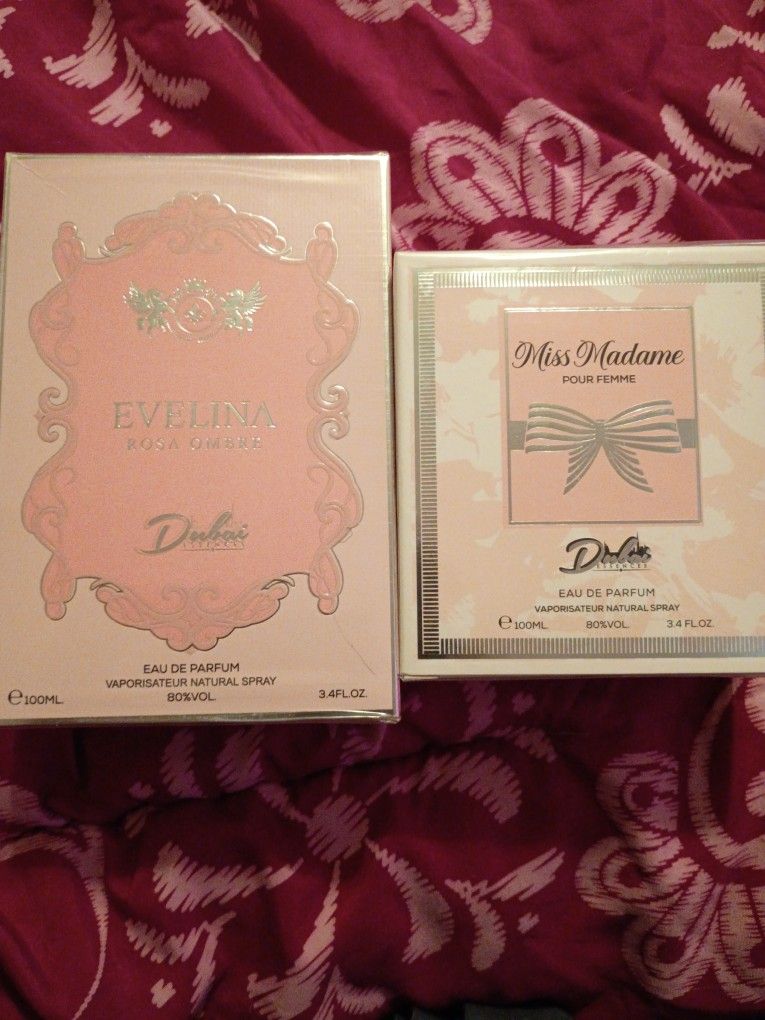 EVELINA
ROSA OMBRE
Dubai
ESSENCES
EAU DE PARFUM
VAPORISATEUR NATURAL SPRAY
80%VOL.
℮100ML.
3.4FL.OZ.
Miss Madame
POUR FEMME
Dubai
ESSENCES
EAU DE PARFUM
VAPORISATEUR NATURAL SPRAY
℮100ML. 80%VOL. 3.4 FL.OZ.